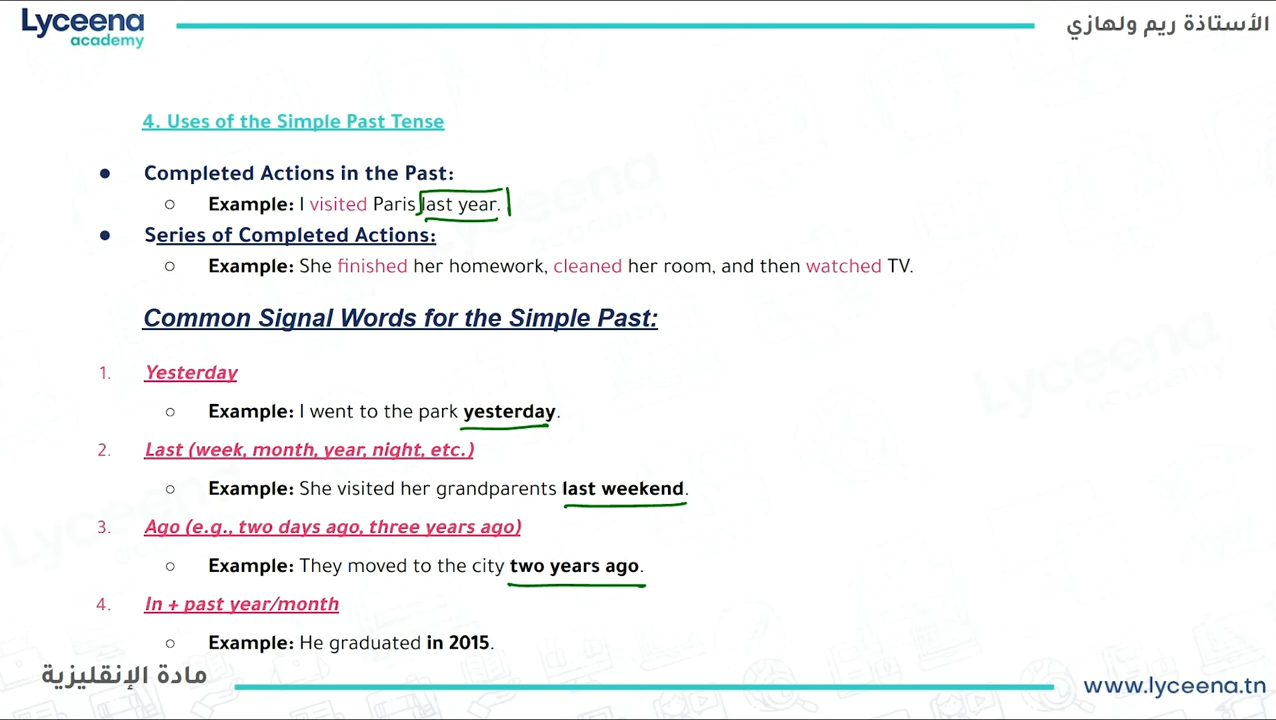 Lyceena
academy
الأستاذة ريم ولهازي
4. Uses of the Simple Past Tense
● Completed Actions in the Past:
○ Example: I visited Paris last year.
● Series of Completed Actions:
○ Example: She finished her homework, cleaned her room, and then watched TV.
Common Signal Words for the Simple Past:
1. Yesterday
○ Example: I went to the park yesterday.
2. Last (week, month, year, night, etc.)
○ Example: She visited her grandparents last weekend.
3. Ago (e.g., two days ago, three years ago)
○ Example: They moved to the city two years ago.
4. In + past year/month
○ Example: He graduated in 2015.
مادة الإنقليزية
www.lyceena.tn